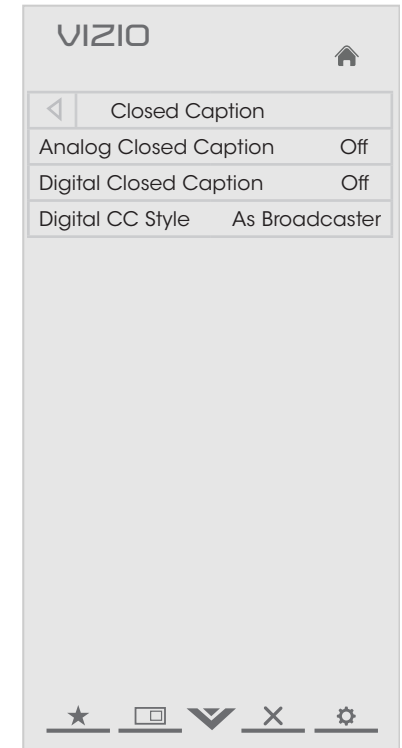 VIZIO
Closed Caption
Analog Closed Caption Off
Digital Closed Caption Off
Digital CC Style As Broadcaster